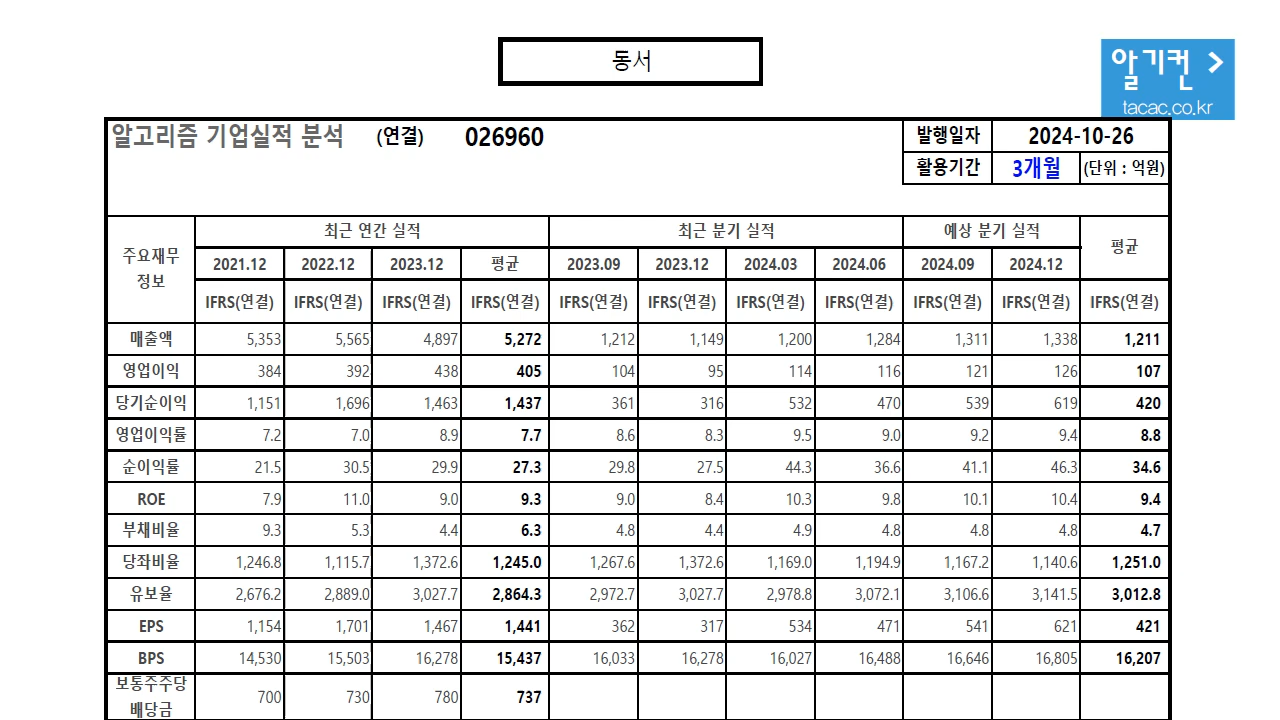 동서
알기컨 >
tacac.co.kr
알고리즘 기업실적 분석 (연결) 026960 발행일자 2024-10-26
활용기간 3개월 (단위 : 억원)
주요재무정보 최근 연간 실적 최근 분기 실적 예상 분기 실적 평균
2021.12 2022.12 2023.12 평균 2023.09 2023.12 2024.03 2024.06 2024.09 2024.12
IFRS(연결) IFRS(연결) IFRS(연결) IFRS(연결) IFRS(연결) IFRS(연결) IFRS(연결) IFRS(연결) IFRS(연결) IFRS(연결) IFRS(연결)
매출액 5,353 5,565 4,897 5,272 1,212 1,149 1,200 1,284 1,311 1,338 1,211
영업이익 384 392 438 405 104 95 114 116 121 126 107
당기순이익 1,151 1,696 1,463 1,437 361 316 532 470 539 619 420
영업이익률 7.2 7.0 8.9 7.7 8.6 8.3 9.5 9.0 9.2 9.4 8.8
순이익률 21.5 30.5 29.9 27.3 29.8 27.5 44.3 36.6 41.1 46.3 34.6
ROE 7.9 11.0 9.0 9.3 9.0 8.4 10.3 9.8 10.1 10.4 9.4
부채비율 9.3 5.3 4.4 6.3 4.8 4.4 4.9 4.8 4.8 4.8 4.7
당좌비율 1,246.8 1,115.7 1,372.6 1,245.0 1,267.6 1,372.6 1,169.0 1,194.9 1,167.2 1,140.6 1,251.0
유보율 2,676.2 2,889.0 3,027.7 2,864.3 2,972.7 3,027.7 2,978.8 3,072.1 3,106.6 3,141.5 3,012.8
EPS 1,154 1,701 1,467 1,441 362 317 534 471 541 621 421
BPS 14,530 15,503 16,278 15,437 16,033 16,278 16,027 16,488 16,646 16,805 16,207
보통주주당
배당금 700 730 780 737